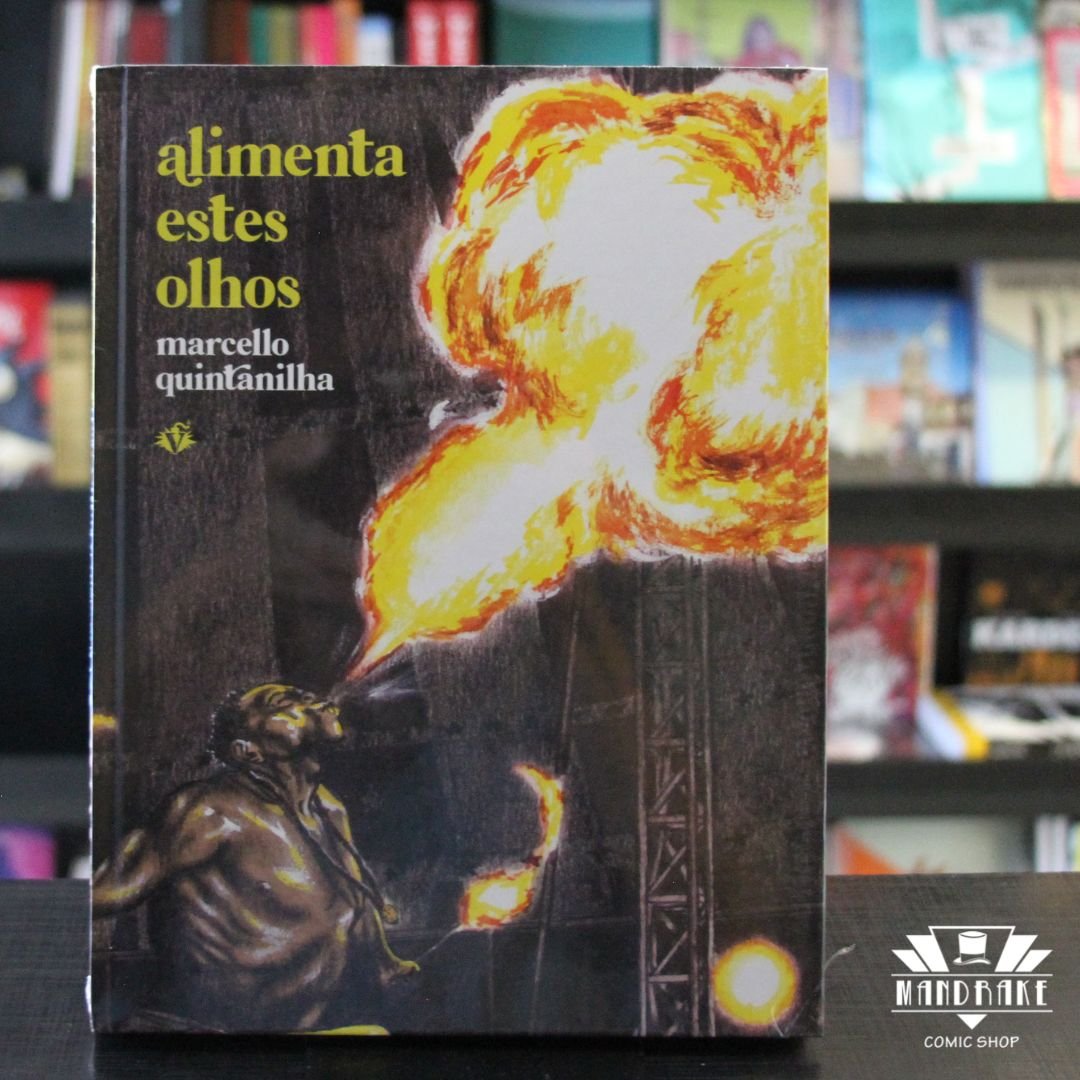 alimenta
estes
olhos
marcello
quintanilha
V
MANDRAKE
COMIC SHOP